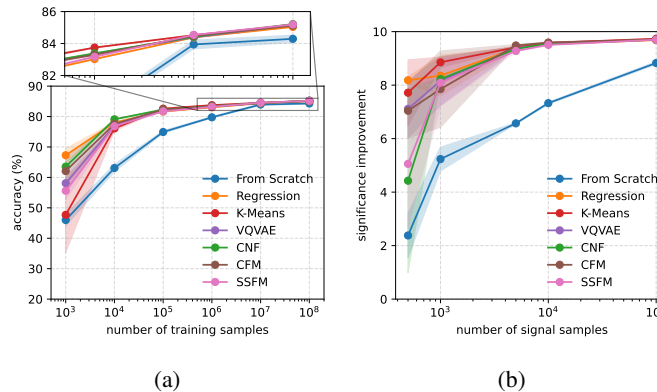 86
84
82
90
80
70
60
50
40
30
20
accuracy (%)
From Scratch
Regression
K-Means
VQVAE
CNF
CFM
SSFM
10³ 10⁴ 10⁵ 10⁶ 10⁷ 10⁸
number of training samples
(a)
10
8
6
4
2
0
significance improvement
From Scratch
Regression
K-Means
VQVAE
CNF
CFM
SSFM
10³ 10⁴ 10
number of signal samples
(b)